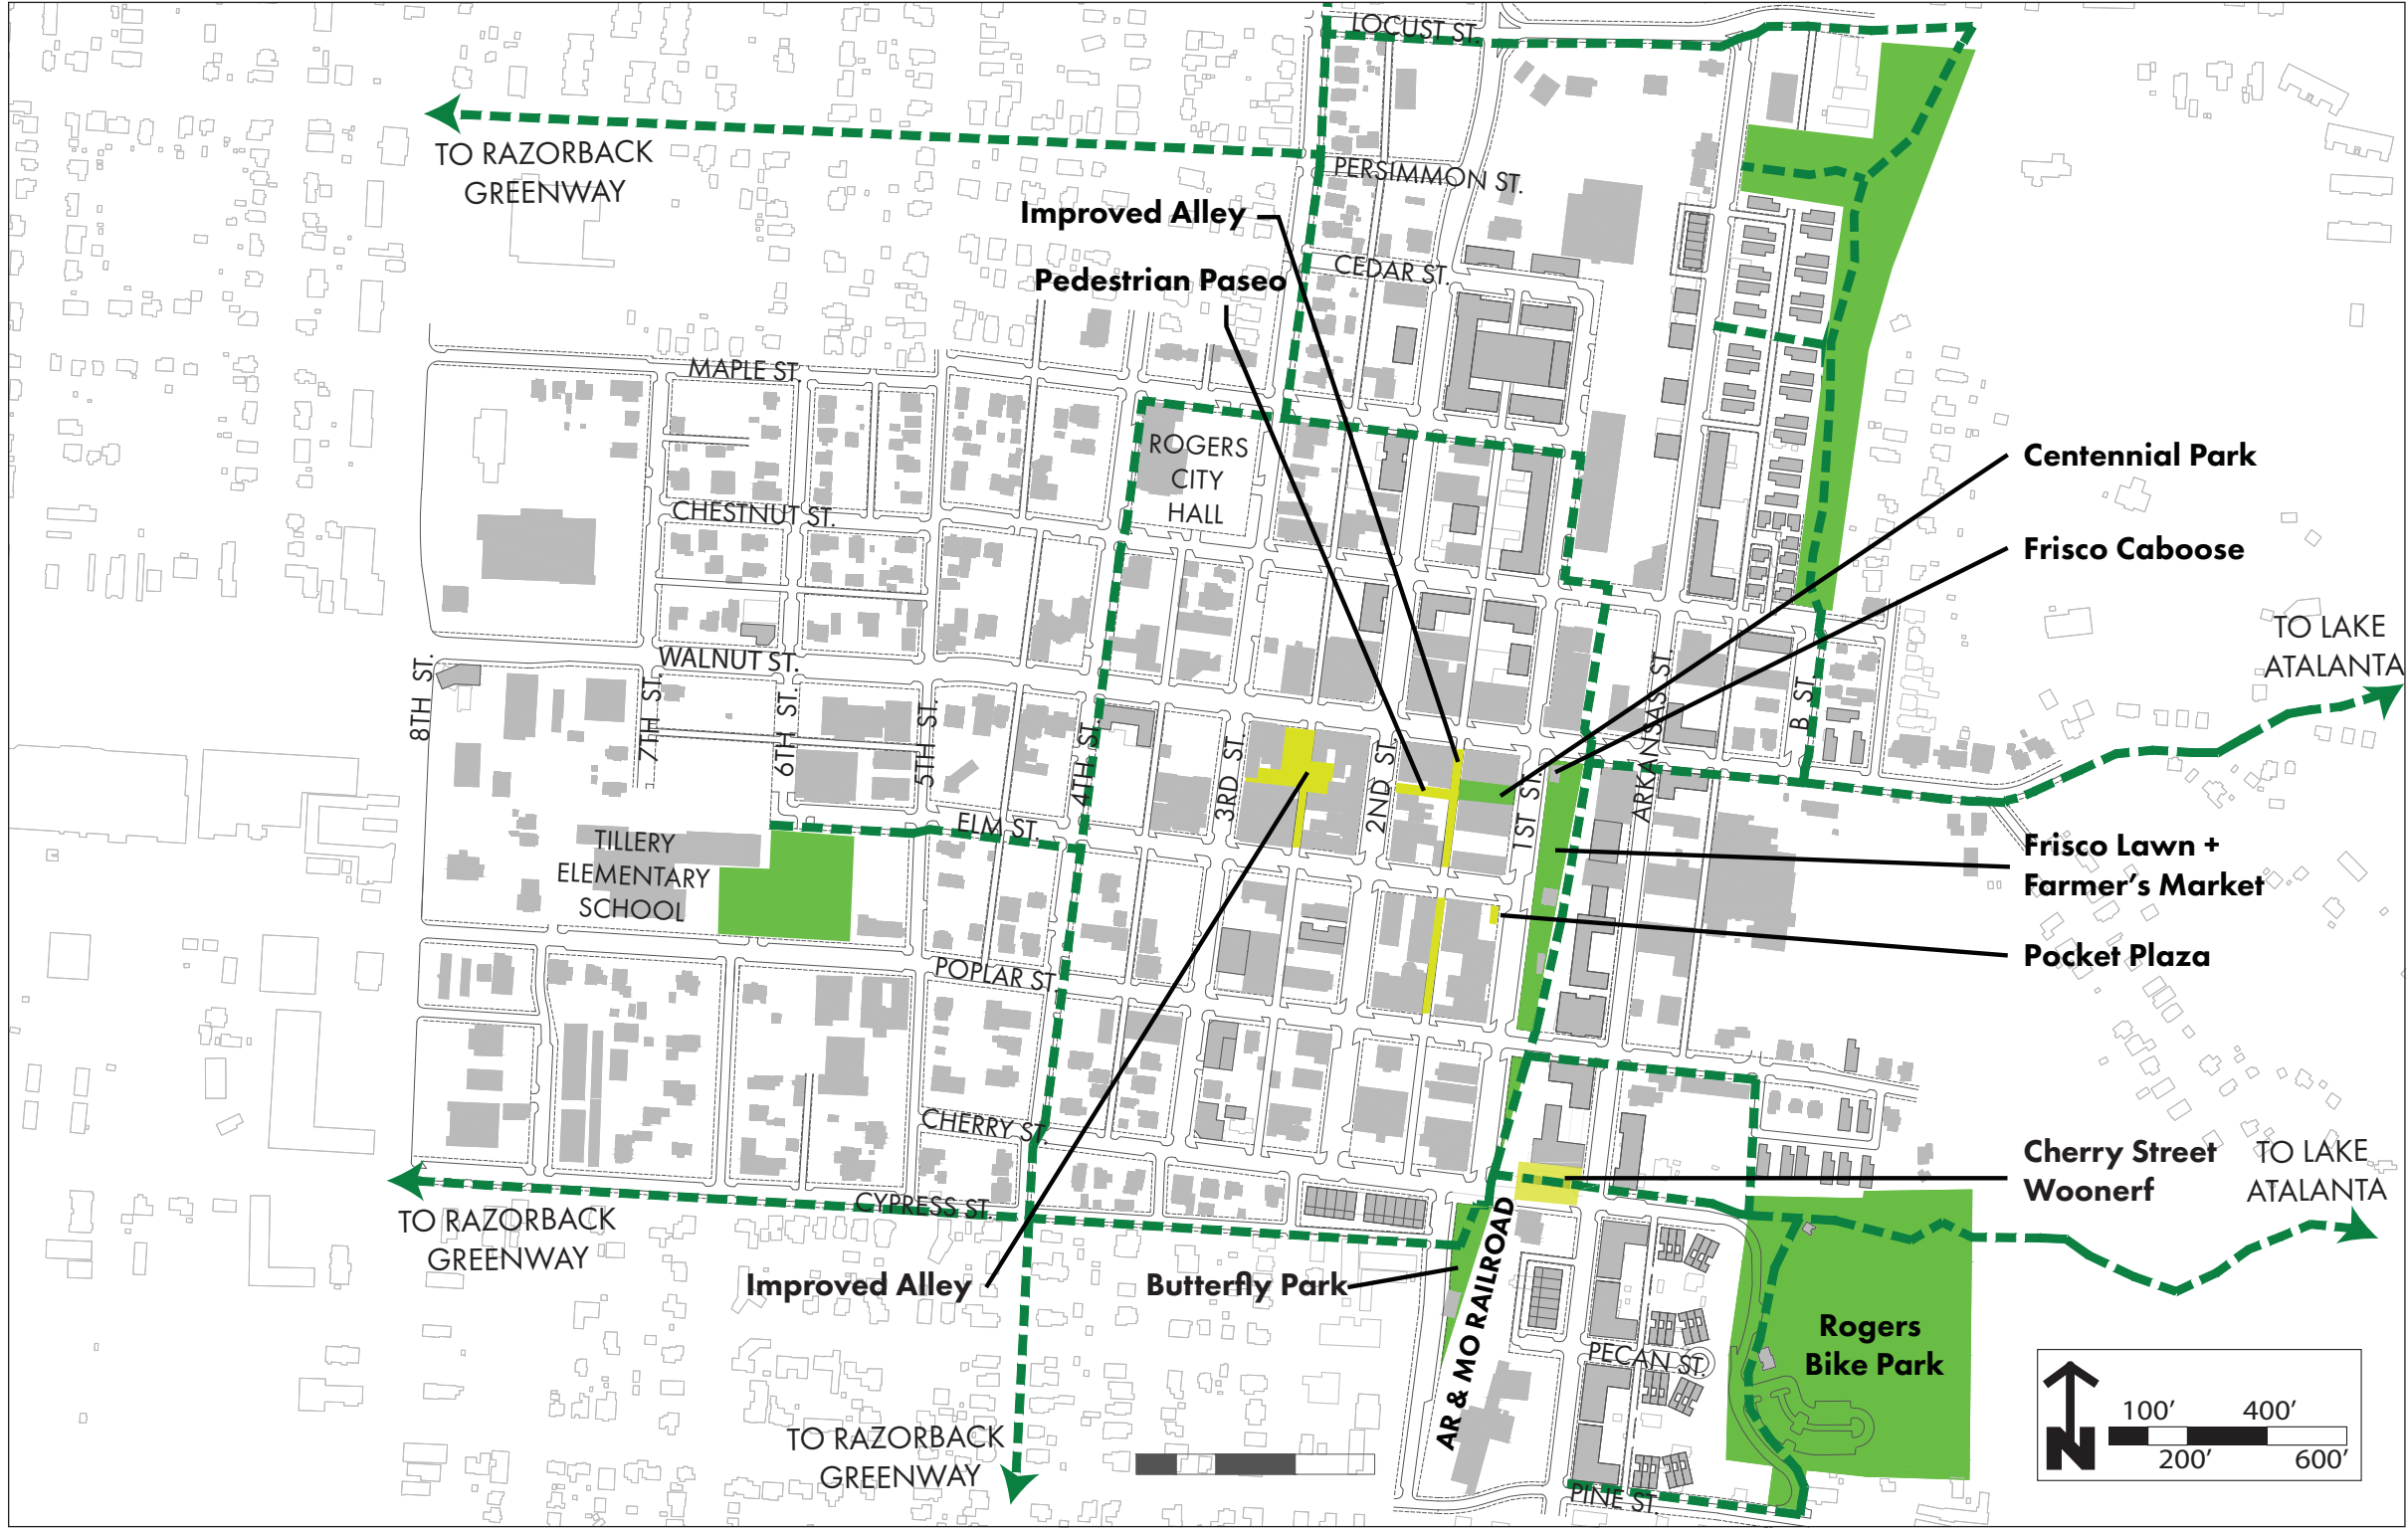 LOCUST ST.
TO RAZORBACK
GREENWAY
PERSIMMON ST.
Improved Alley
CEDAR ST.
Pedestrian Paseo
MAPLE ST.
ROGERS
CITY
HALL
Centennial Park
CHESTNUT ST.
Frisco Caboose
TO LAKE
ATALANTA
WALNUT ST.
8TH ST.
7TH ST.
6TH ST.
5TH ST.
4TH ST.
3RD ST.
2ND ST.
1ST ST.
ARKANSAS ST.
B ST.
ELM ST.
TILLERY
ELEMENTARY
SCHOOL
Frisco Lawn +
Farmer's Market
Pocket Plaza
POPLAR ST.
CHERRY ST.
Cherry Street
Woonerf
TO LAKE
ATALANTA
CYPRESS ST.
TO RAZORBACK
GREENWAY
Improved Alley
Butterfly Park
AR & MO RAILROAD
Rogers
Bike Park
PECAN ST.
TO RAZORBACK
GREENWAY
PINE ST.
N
100' 400'
200' 600'